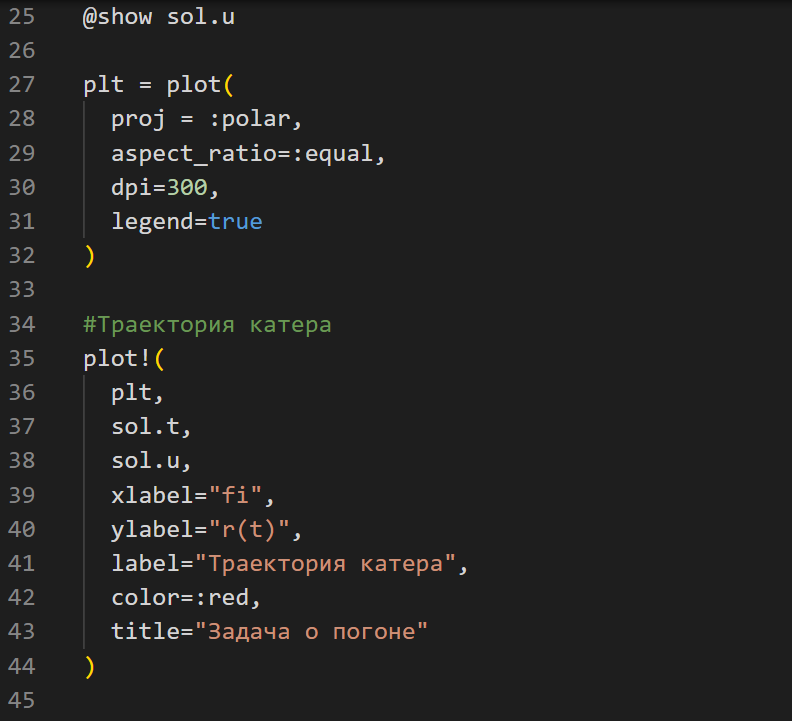 25 @show sol.u
26
27 plt = plot(
28   proj = :polar,
29   aspect_ratio=:equal,
30   dpi=300,
31   legend=true
32 )
33
34 #Траектория катера
35 plot!(
36   plt,
37   sol.t,
38   sol.u,
39   xlabel="fi",
40   ylabel="r(t)",
41   label="Траектория катера",
42   color=:red,
43   title="Задача о погоне"
44 )
45